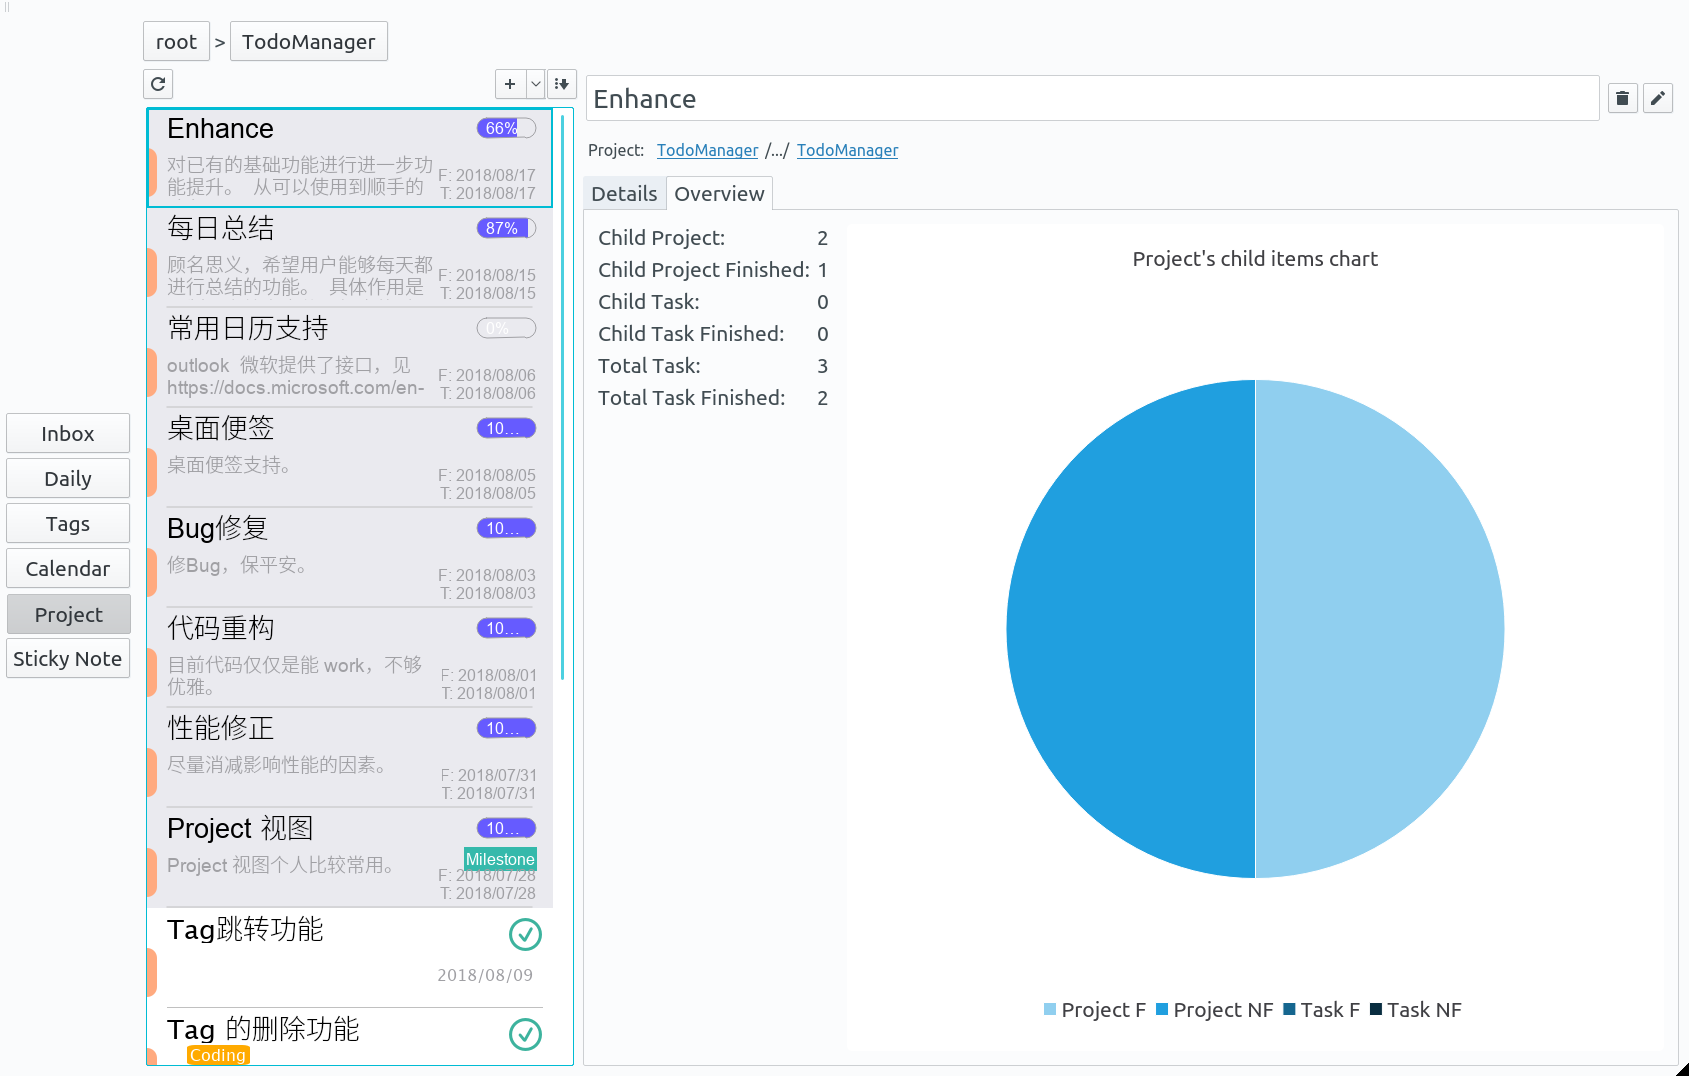 root > TodoManager
Enhance
66%
对已有的基础功能进行进一步功
能提升。 从可以使用到顺手的
F: 2018/08/17
T: 2018/08/17
每日总结
87%
顾名思义，希望用户能够每天都
进行总结的功能。 具体作用是
F: 2018/08/15
T: 2018/08/15
常用日历支持
0%
outlook 微软提供了接口，见
https://docs.microsoft.com/en-
F: 2018/08/06
T: 2018/08/06
桌面便签
10...
桌面便签支持。
F: 2018/08/05
T: 2018/08/05
Bug修复
10...
修Bug，保平安。
F: 2018/08/03
T: 2018/08/03
代码重构
10...
目前代码仅仅是能 work，不够
优雅。
F: 2018/08/01
T: 2018/08/01
性能修正
10...
尽量消减影响性能的因素。
F: 2018/07/31
T: 2018/07/31
Project 视图
10...
Milestone
Project 视图个人比较常用。
F: 2018/07/28
T: 2018/07/28
Tag跳转功能
2018/08/09
Tag 的删除功能
Coding
Inbox
Daily
Tags
Calendar
Project
Sticky Note
Enhance
Project: TodoManager /.../ TodoManager
Details Overview
Child Project: 2
Child Project Finished: 1
Child Task: 0
Child Task Finished: 0
Total Task: 3
Total Task Finished: 2
Project's child items chart
Project F Project NF Task F Task NF